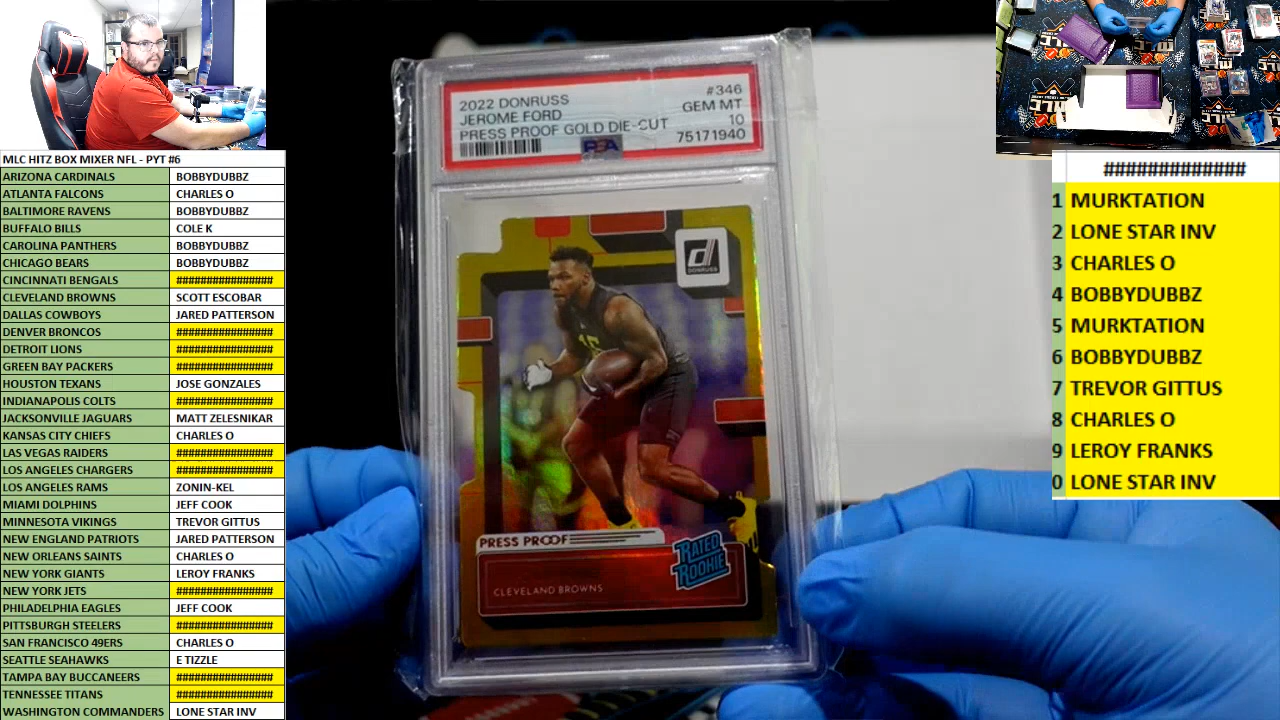 MLC HITZ BOX MIXER NFL - PYT #6
ARIZONA CARDINALS BOBBYDUBBZ
ATLANTA FALCONS CHARLES O
BALTIMORE RAVENS BOBBYDUBBZ
BUFFALO BILLS COLE K
CAROLINA PANTHERS BOBBYDUBBZ
CHICAGO BEARS BOBBYDUBBZ
CINCINNATI BENGALS ################
CLEVELAND BROWNS SCOTT ESCOBAR
DALLAS COWBOYS JARED PATTERSON
DENVER BRONCOS ################
DETROIT LIONS ################
GREEN BAY PACKERS ################
HOUSTON TEXANS JOSE GONZALES
INDIANAPOLIS COLTS ################
JACKSONVILLE JAGUARS MATT ZELESNIKAR
KANSAS CITY CHIEFS CHARLES O
LAS VEGAS RAIDERS ################
LOS ANGELES CHARGERS ################
LOS ANGELES RAMS ZONIN-KEL
MIAMI DOLPHINS JEFF COOK
MINNESOTA VIKINGS TREVOR GITTUS
NEW ENGLAND PATRIOTS JARED PATTERSON
NEW ORLEANS SAINTS CHARLES O
NEW YORK GIANTS LEROY FRANKS
NEW YORK JETS ################
PHILADELPHIA EAGLES JEFF COOK
PITTSBURGH STEELERS ################
SAN FRANCISCO 49ERS CHARLES O
SEATTLE SEAHAWKS E TIZZLE
TAMPA BAY BUCCANEERS ################
TENNESSEE TITANS ################
WASHINGTON COMMANDERS LONE STAR INV
2022 DONRUSS #346
JEROME FORD GEM MT
PRESS PROOF GOLD DIE-CUT 10
PSA 75171940
DONRUSS
PRESS PROOF
RATED
ROOKIE
CLEVELAND BROWNS
#############
1 MURKTATION
2 LONE STAR INV
3 CHARLES O
4 BOBBYDUBBZ
5 MURKTATION
6 BOBBYDUBBZ
7 TREVOR GITTUS
8 CHARLES O
9 LEROY FRANKS
0 LONE STAR INV